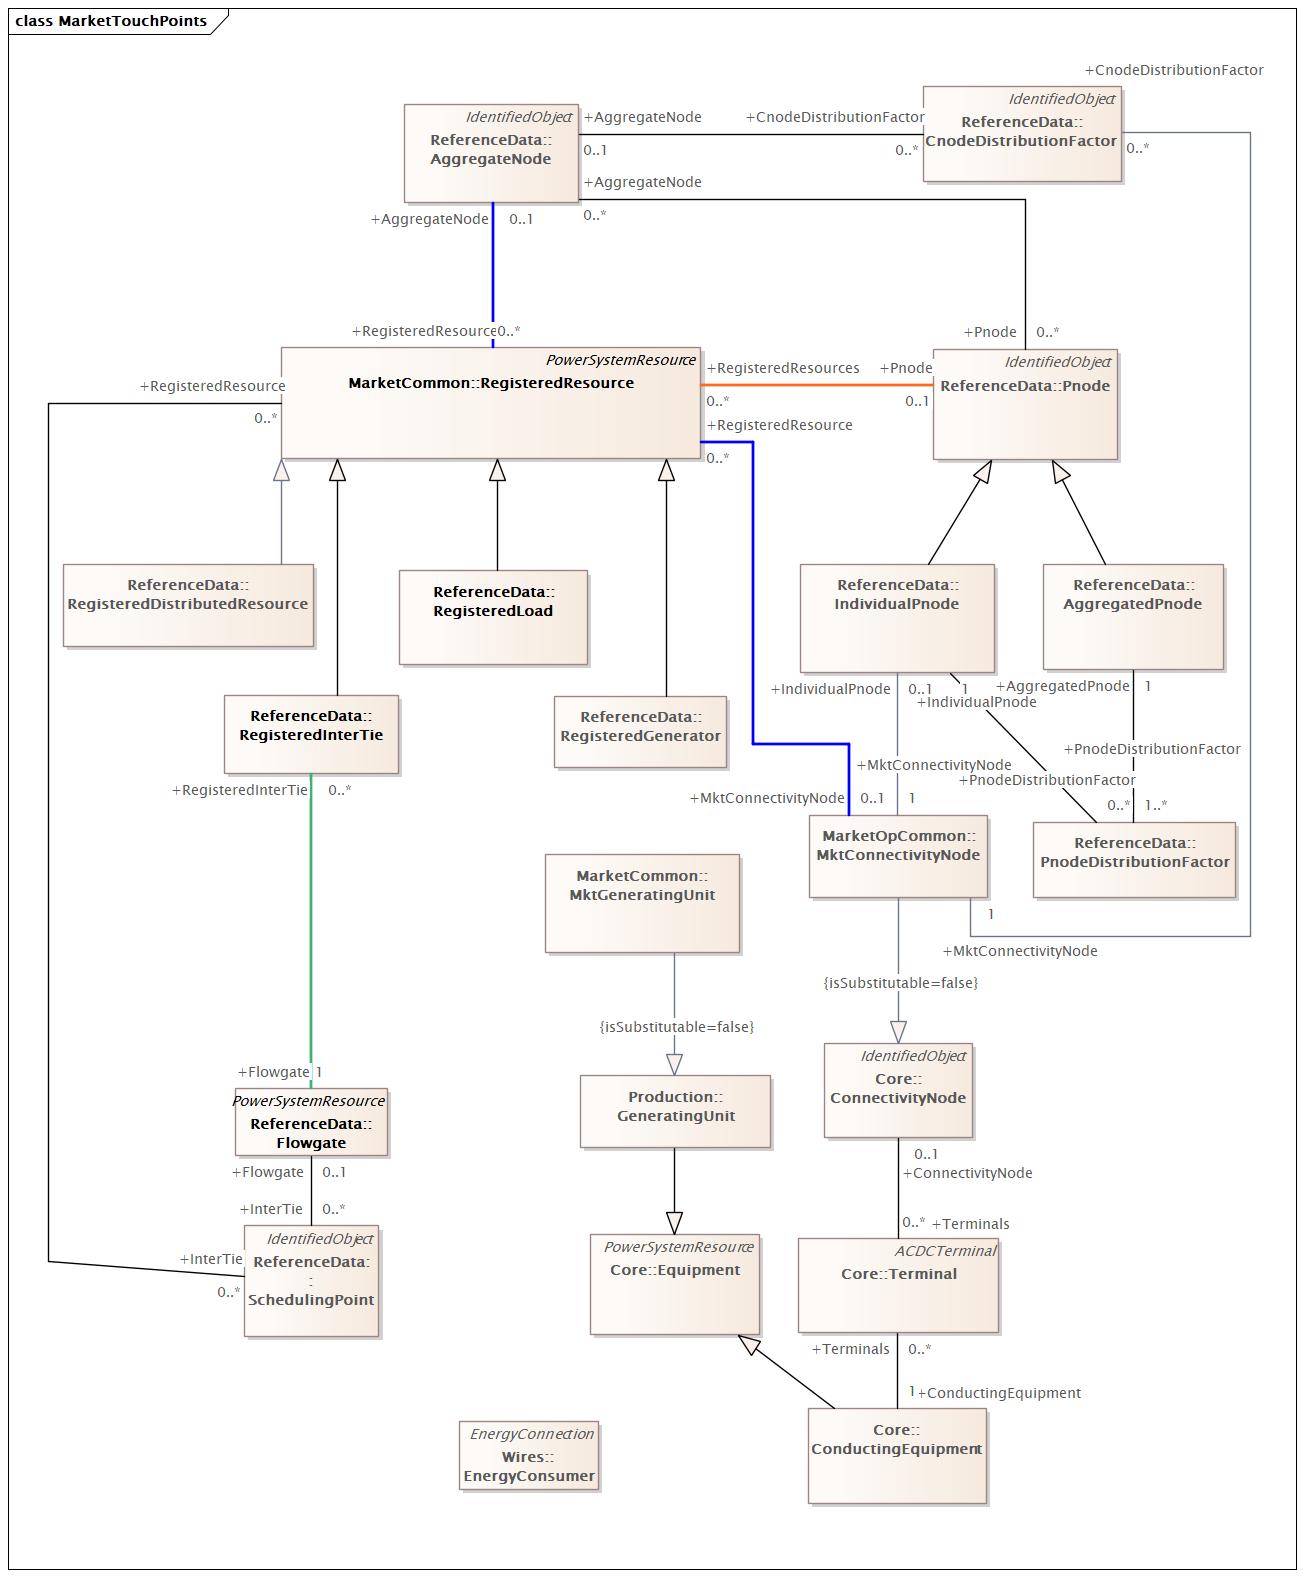 class MarketTouchPoints
+CnodeDistributionFactor
IdentifiedObject
ReferenceData::
CnodeDistributionFactor
IdentifiedObject
ReferenceData::
AggregateNode
+AggregateNode
+CnodeDistributionFactor
0..1
0..*
0..*
+AggregateNode
0..*
+AggregateNode
0..1
+RegisteredResource
0..*
+Pnode
0..*
PowerSystemResource
MarketCommon::RegisteredResource
+RegisteredResource
0..*
+RegisteredResources
+Pnode
0..*
0..1
IdentifiedObject
ReferenceData::Pnode
+RegisteredResource
0..*
ReferenceData::
RegisteredDistributedResource
ReferenceData::
RegisteredLoad
ReferenceData::
IndividualPnode
ReferenceData::
AggregatedPnode
ReferenceData::
RegisteredInterTie
ReferenceData::
RegisteredGenerator
+IndividualPnode
0..1
1
+IndividualPnode
+AggregatedPnode
1
+PnodeDistributionFactor
+MktConnectivityNode
+PnodeDistributionFactor
+RegisteredInterTie
0..*
+MktConnectivityNode
0..1
1
0..*
1..*
MarketOpCommon::
MktConnectivityNode
ReferenceData::
PnodeDistributionFactor
MarketCommon::
MktGeneratingUnit
1
+MktConnectivityNode
{isSubstitutable=false}
{isSubstitutable=false}
+Flowgate
1
PowerSystemResource
ReferenceData::
Flowgate
Production::
GeneratingUnit
IdentifiedObject
Core::
ConnectivityNode
+Flowgate
0..1
0..1
+ConnectivityNode
+InterTie
0..*
0..*
+Terminals
IdentifiedObject
ReferenceData:
:
SchedulingPoint
+InterTie
0..*
PowerSystemResource
Core::Equipment
ACDCTerminal
Core::Terminal
+Terminals
0..*
1
+ConductingEquipment
EnergyConnection
Wires::
EnergyConsumer
Core::
ConductingEquipment